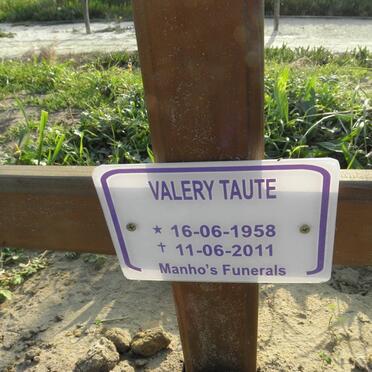 VALERY TAUTE
★ 16-06-1958
✝ 11-06-2011
Manho's Funerals